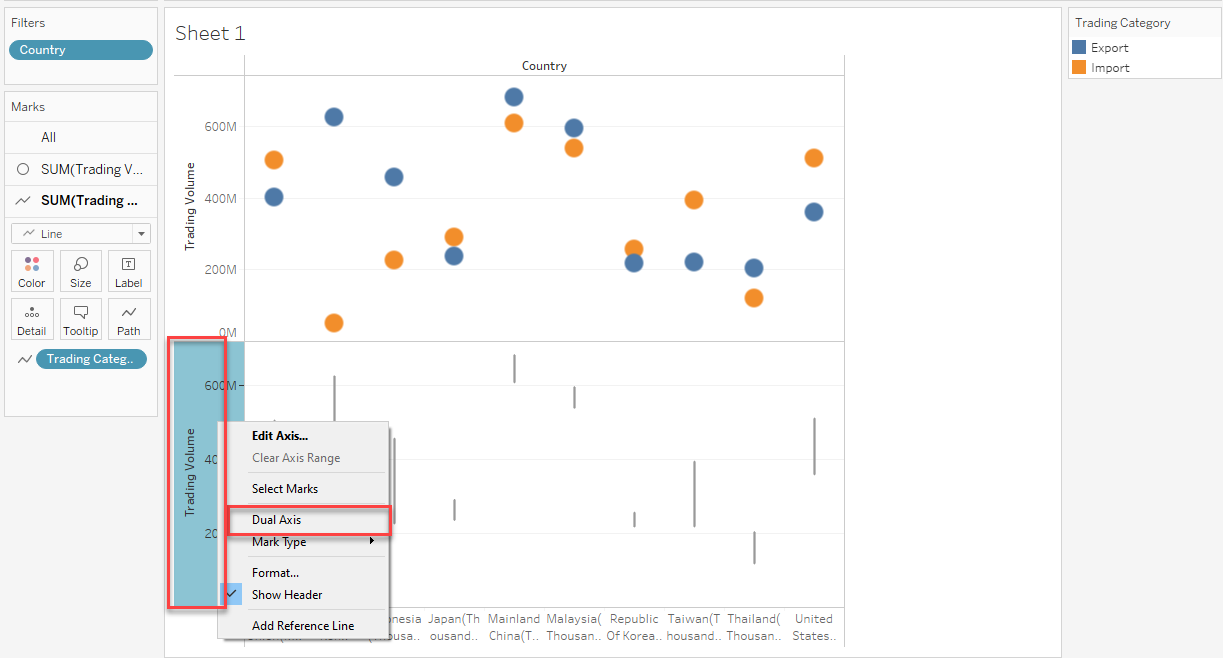 Filters
Country
Marks
All
SUM(Trading V...
SUM(Trading ...
Line
Color
Size
Label
Detail
Tooltip
Path
Trading Categ..
Sheet 1
Country
Trading Volume
600M
400M
200M
0M
Trading Volume
600M
40
20
Edit Axis...
Clear Axis Range
Select Marks
Dual Axis
Mark Type
Format...
Show Header
Add Reference Line
onesia
Japan(Th
ousand..
Mainland
China(T..
Malaysia(
Thousan..
Republic
Of Korea..
Taiwan(T
housand..
Thailand(
Thousan..
United
States..
Trading Category
Export
Import